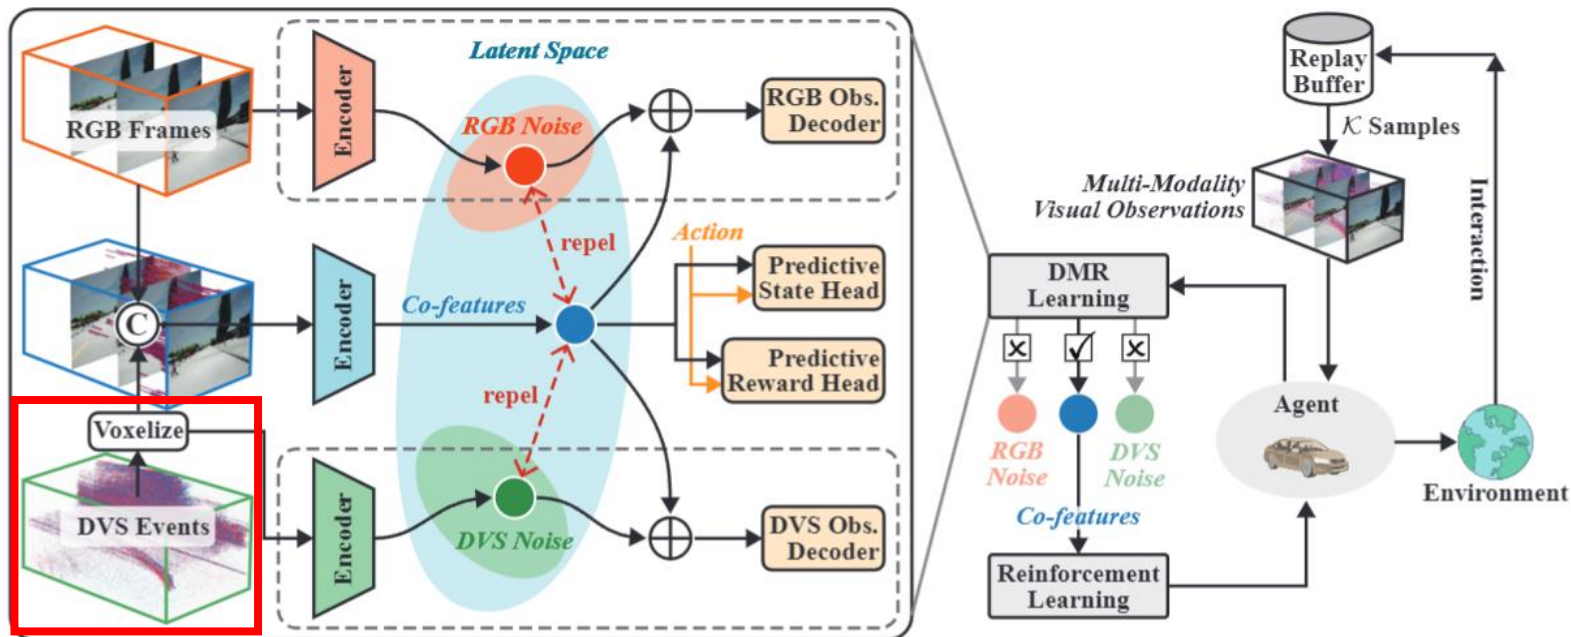 RGB Frames
Encoder
Latent Space
RGB Noise
RGB Obs.
Decoder
repel
Action
C
Encoder
Co-features
Predictive
State Head
Predictive
Reward Head
repel
Voxelize
DVS Events
Encoder
DVS Noise
DVS Obs.
Decoder
Replay
Buffer
K Samples
Multi-Modality
Visual Observations
Interaction
DMR
Learning
RGB
Noise
DVS
Noise
Agent
Environment
Co-features
Reinforcement
Learning